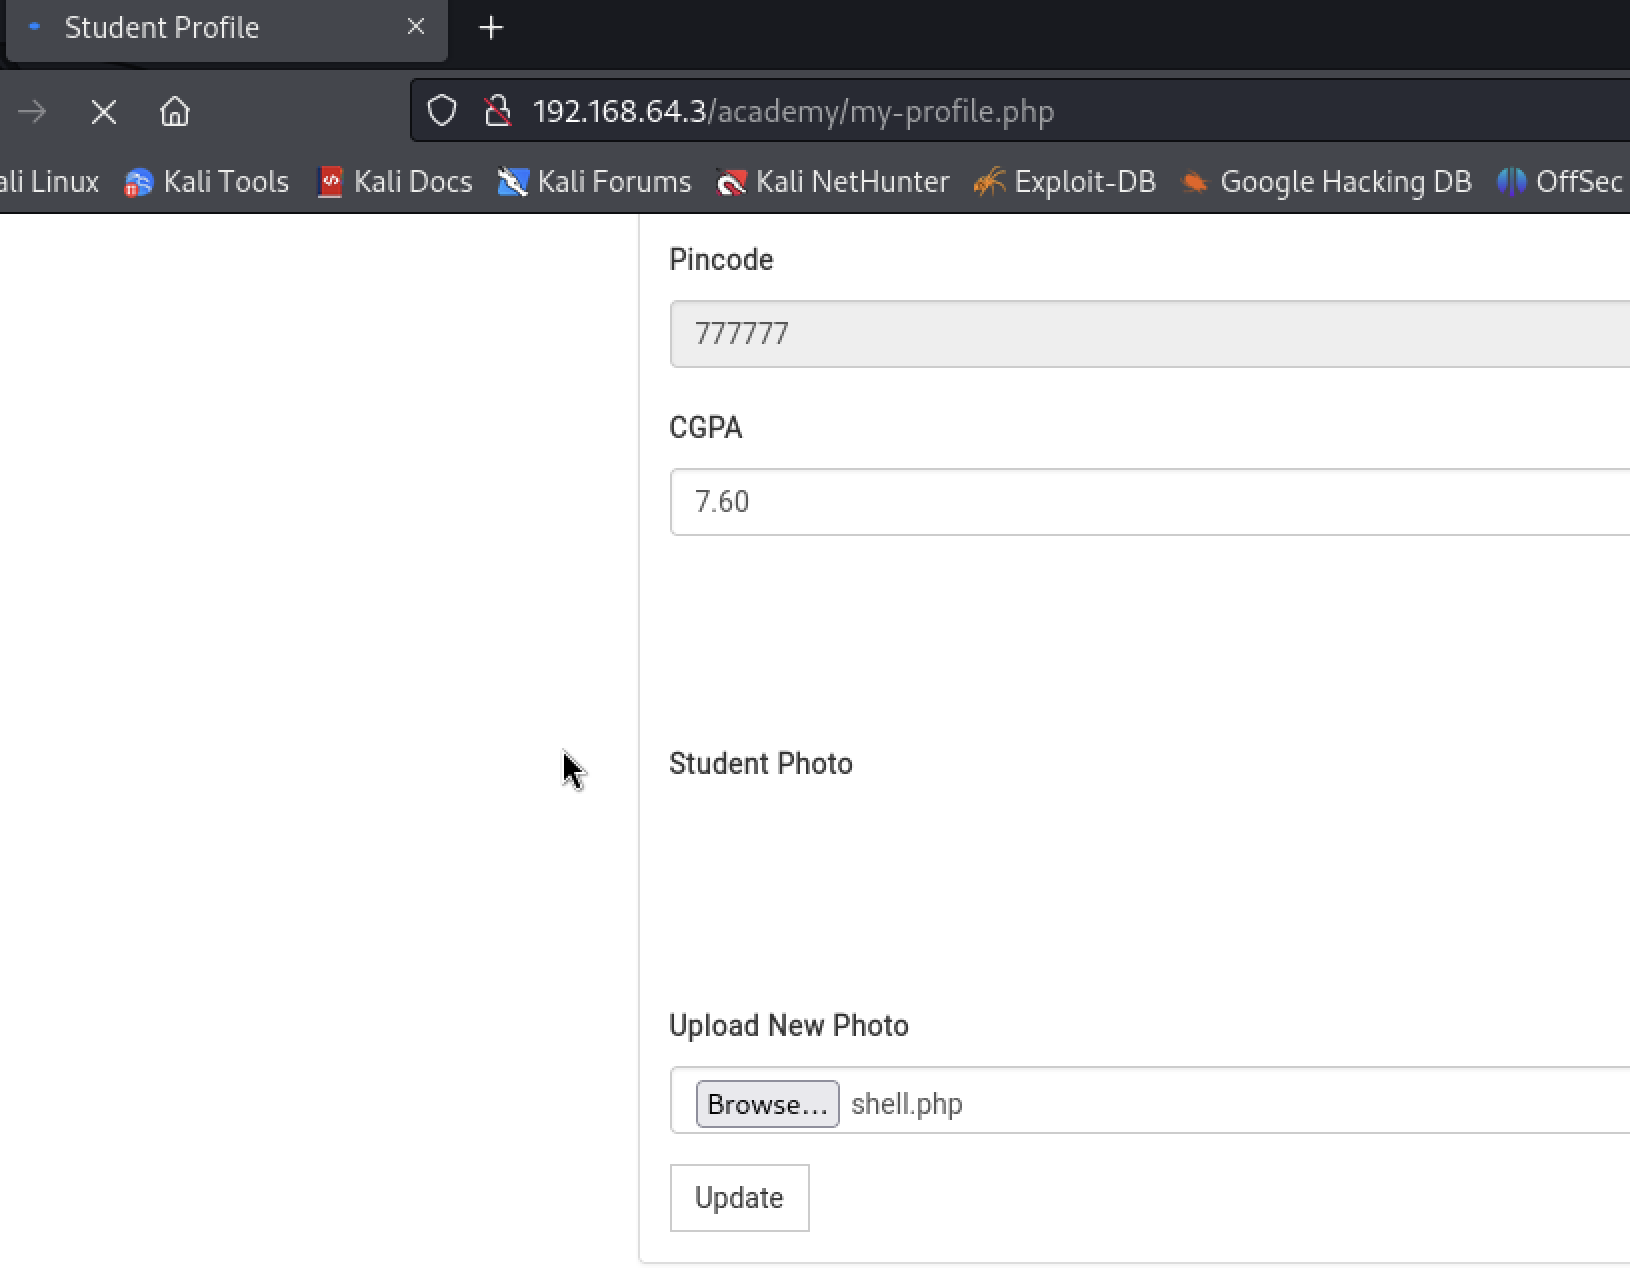 Student Profile
192.168.64.3/academy/my-profile.php
ali Linux Kali Tools Kali Docs Kali Forums Kali NetHunter Exploit-DB Google Hacking DB OffSec
Pincode
777777
CGPA
7.60
Student Photo
Upload New Photo
Browse... shell.php
Update